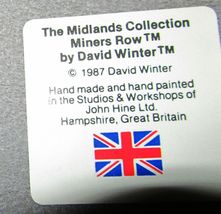 The Midlands Collection
Miners Row™
by David Winter™
© 1987 David Winter
Hand made and hand painted
in the Studios & Workshops of
John Hine Ltd.
Hampshire, Great Britain